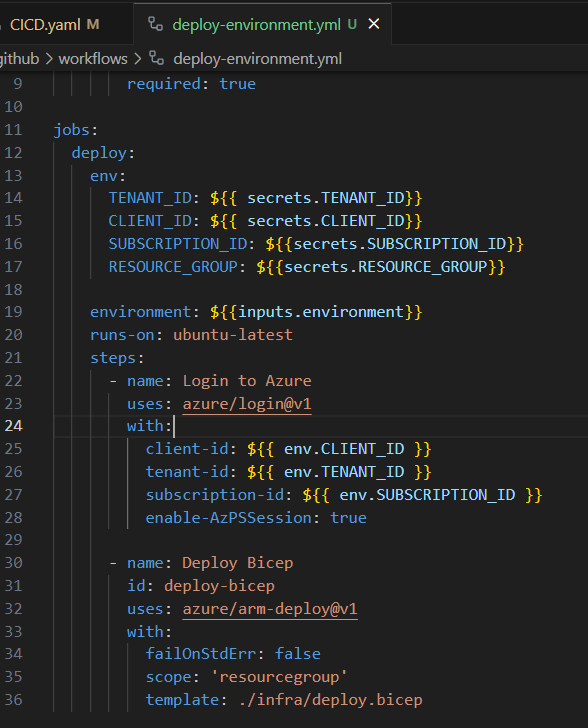 CICD.yaml M
deploy-environment.yml U ×
github > workflows > deploy-environment.yml
9 required: true
10
11 jobs:
12 deploy:
13 env:
14 TENANT_ID: ${{ secrets.TENANT_ID}}
15 CLIENT_ID: ${{ secrets.CLIENT_ID}}
16 SUBSCRIPTION_ID: ${{secrets.SUBSCRIPTION_ID}}
17 RESOURCE_GROUP: ${{secrets.RESOURCE_GROUP}}
18
19 environment: ${{inputs.environment}}
20 runs-on: ubuntu-latest
21 steps:
22 - name: Login to Azure
23 uses: azure/login@v1
24 with:
25 client-id: ${{ env.CLIENT_ID }}
26 tenant-id: ${{ env.TENANT_ID }}
27 subscription-id: ${{ env.SUBSCRIPTION_ID }}
28 enable-AzPSSession: true
29
30 - name: Deploy Bicep
31 id: deploy-bicep
32 uses: azure/arm-deploy@v1
33 with:
34 failOnStdErr: false
35 scope: 'resourcegroup'
36 template: ./infra/deploy.bicep